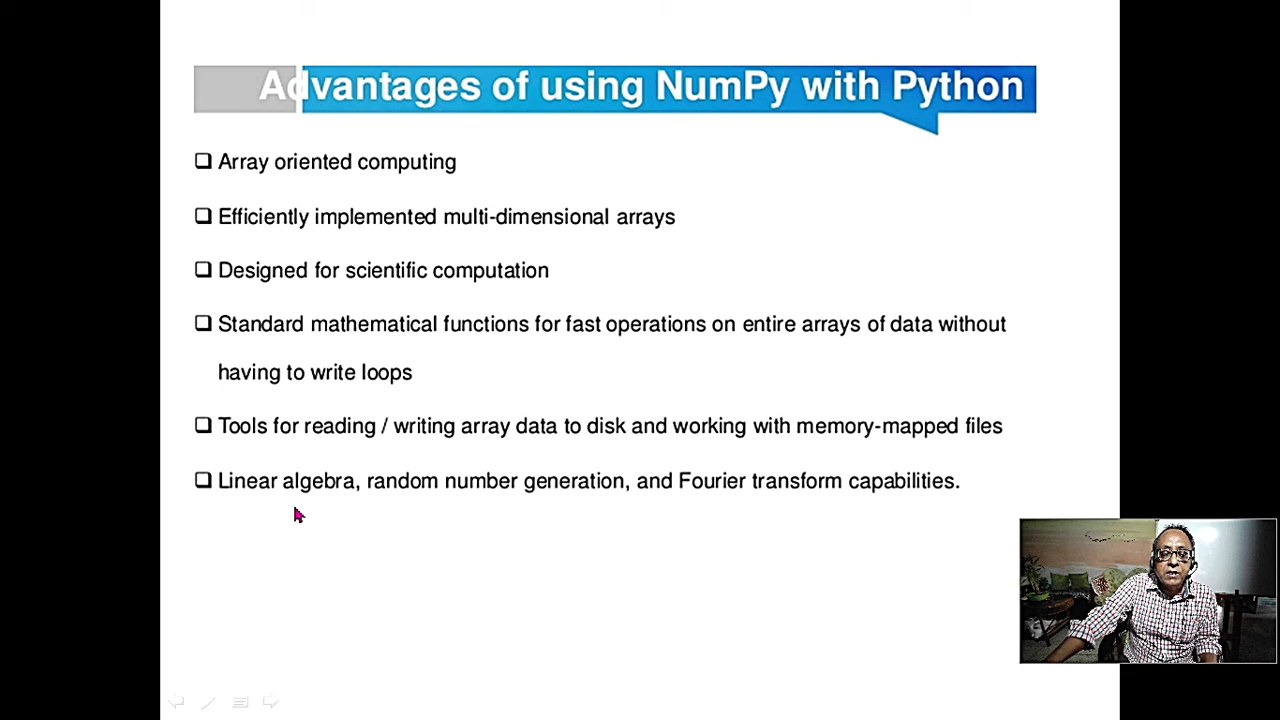 Advantages of using NumPy with Python
Array oriented computing
Efficiently implemented multi-dimensional arrays
Designed for scientific computation
Standard mathematical functions for fast operations on entire arrays of data without
having to write loops
Tools for reading / writing array data to disk and working with memory-mapped files
Linear algebra, random number generation, and Fourier transform capabilities.